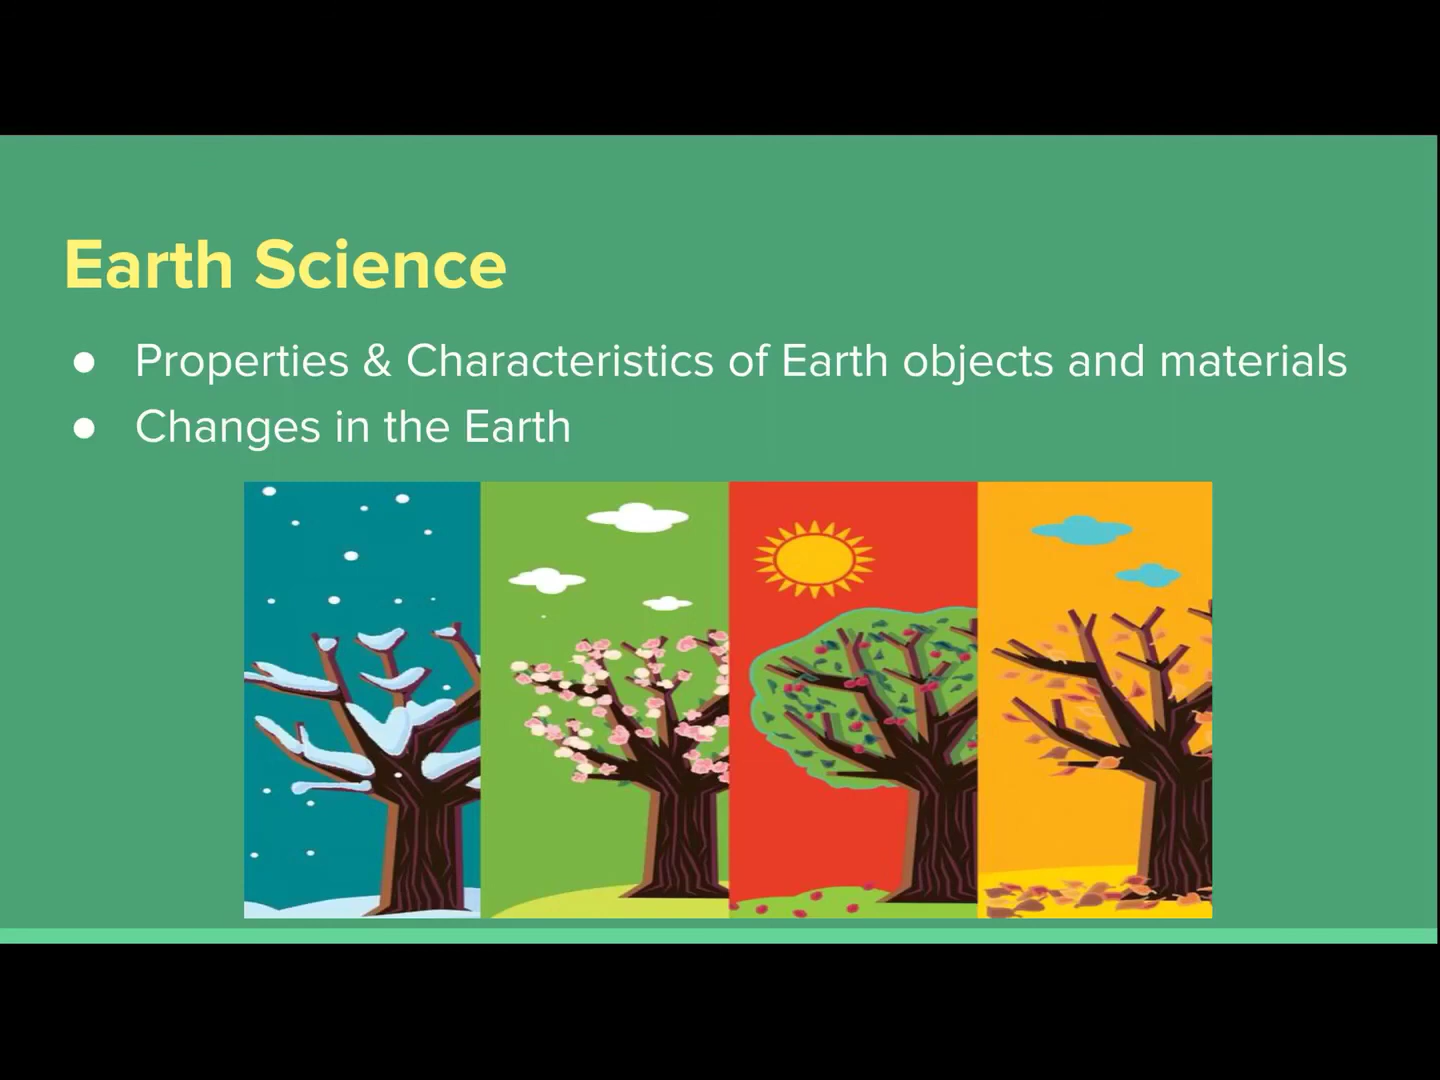 Earth Science
● Properties & Characteristics of Earth objects and materials
● Changes in the Earth